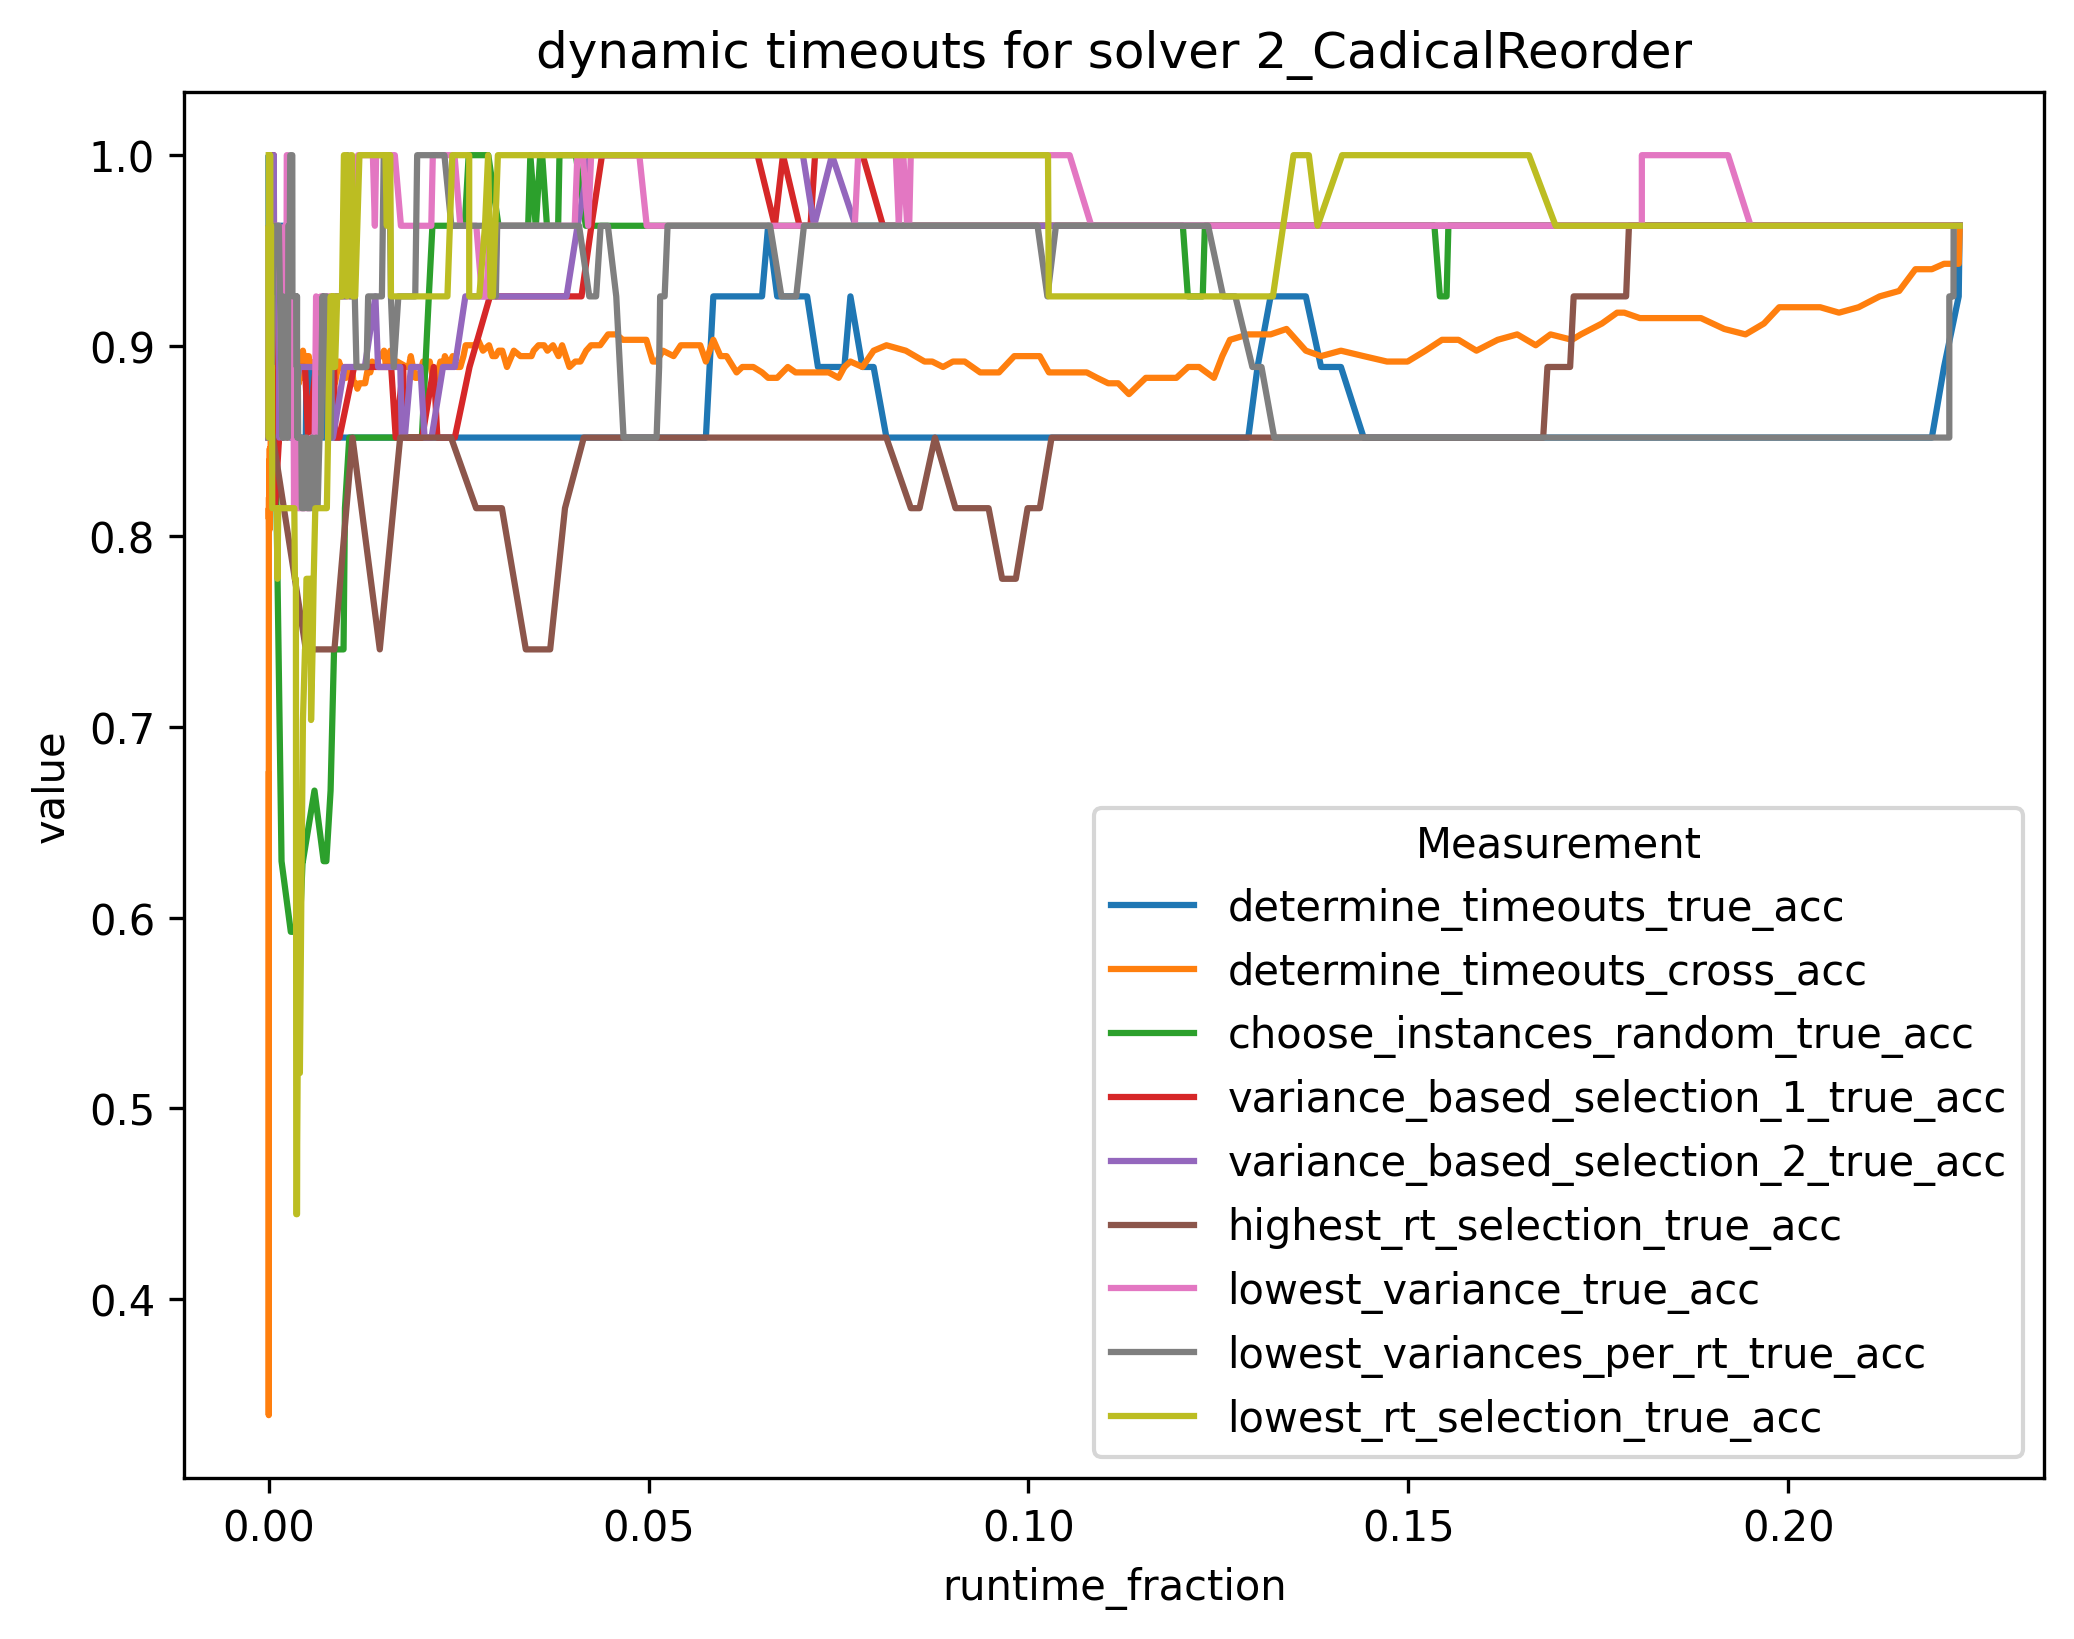 dynamic timeouts for solver 2_CadicalReorder
1.0
0.9
0.8
0.7
0.6
0.5
0.4
value
0.00
0.05
0.10
0.15
0.20
runtime_fraction
Measurement
determine_timeouts_true_acc
determine_timeouts_cross_acc
choose_instances_random_true_acc
variance_based_selection_1_true_acc
variance_based_selection_2_true_acc
highest_rt_selection_true_acc
lowest_variance_true_acc
lowest_variances_per_rt_true_acc
lowest_rt_selection_true_acc